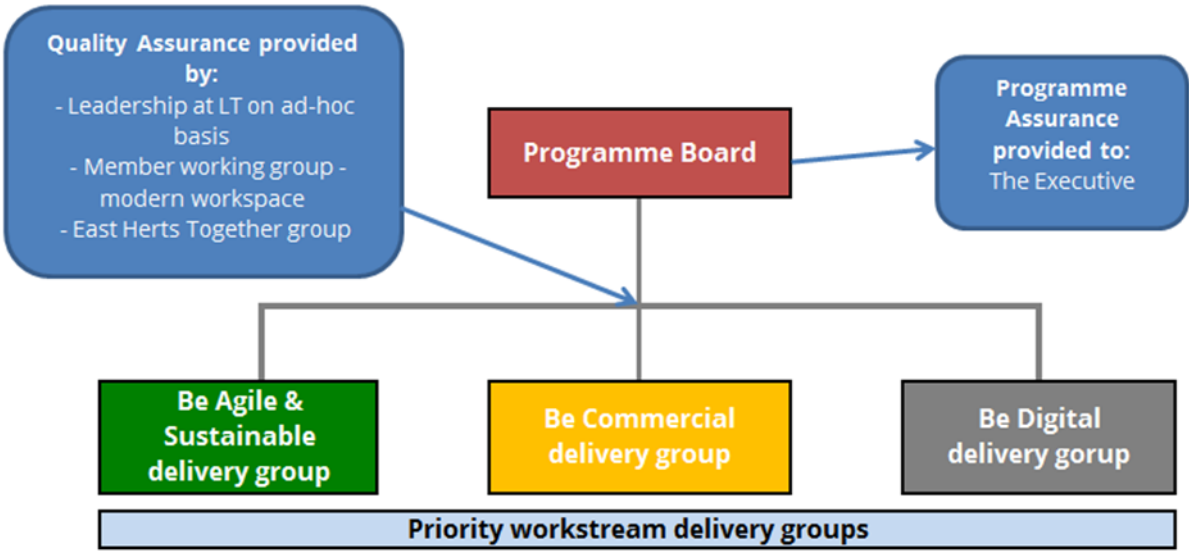 Quality Assurance provided
by:
- Leadership at LT on ad-hoc
basis
- Member working group -
modern workspace
- East Herts Together group
Programme Board
Programme
Assurance
provided to:
The Executive
Be Agile &
Sustainable
delivery group
Be Commercial
delivery group
Be Digital
delivery gorup
Priority workstream delivery groups